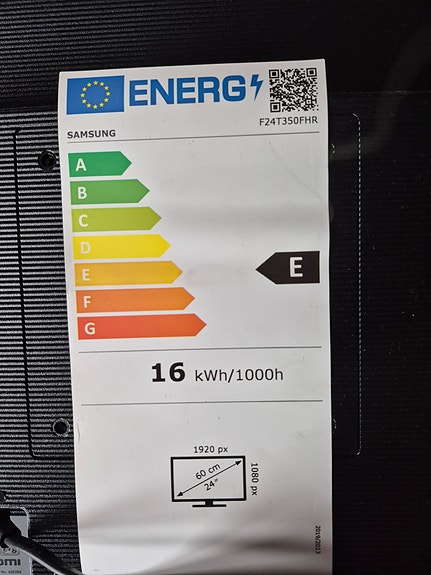 ENERG
SAMSUNG
F24T350FHR
A
B
C
D
E
F
G
E
16 kWh/1000h
1920 px
60 cm
24"
1080 px
2019/2013